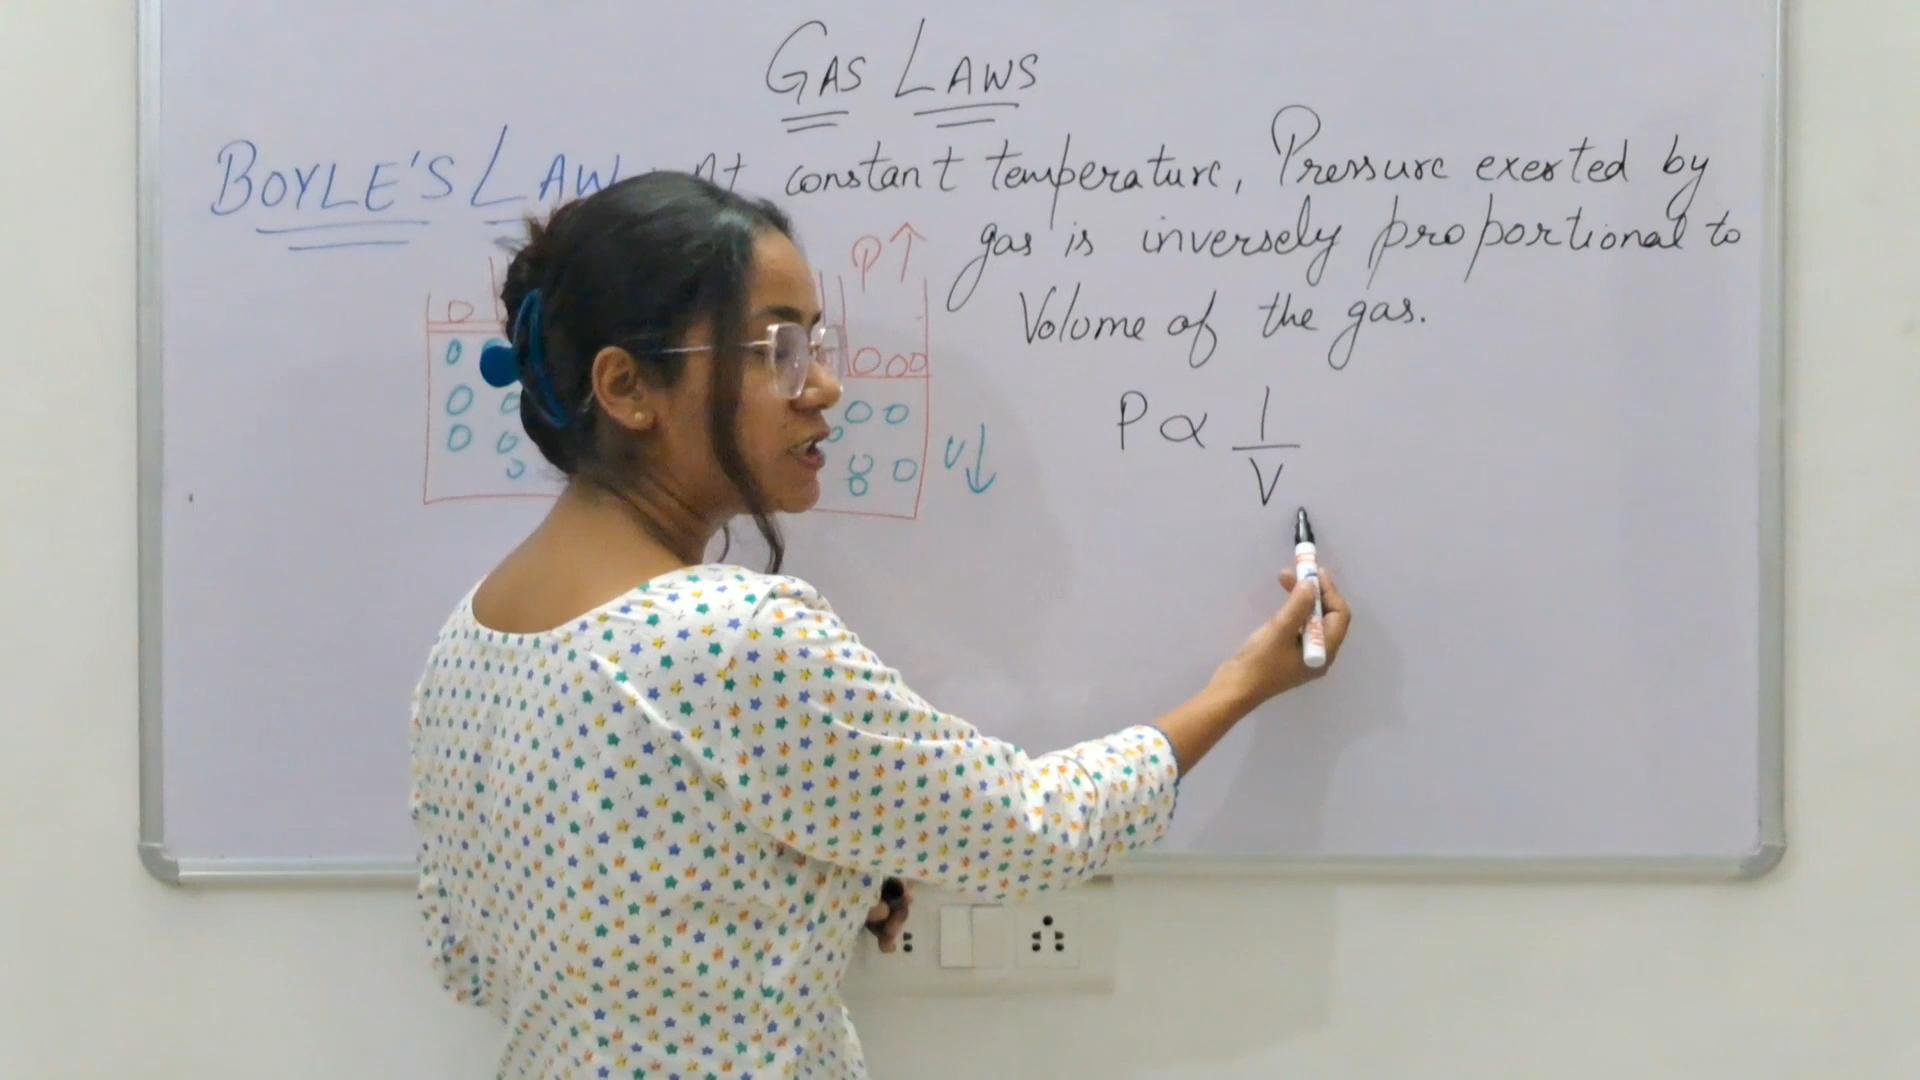 GAS LAWS
BOYLE'S LAW : At constant temperature, Pressure exerted by
gas is inversely proportional to
Volume of the gas.
P↑
V↓
P ∝ 1/V